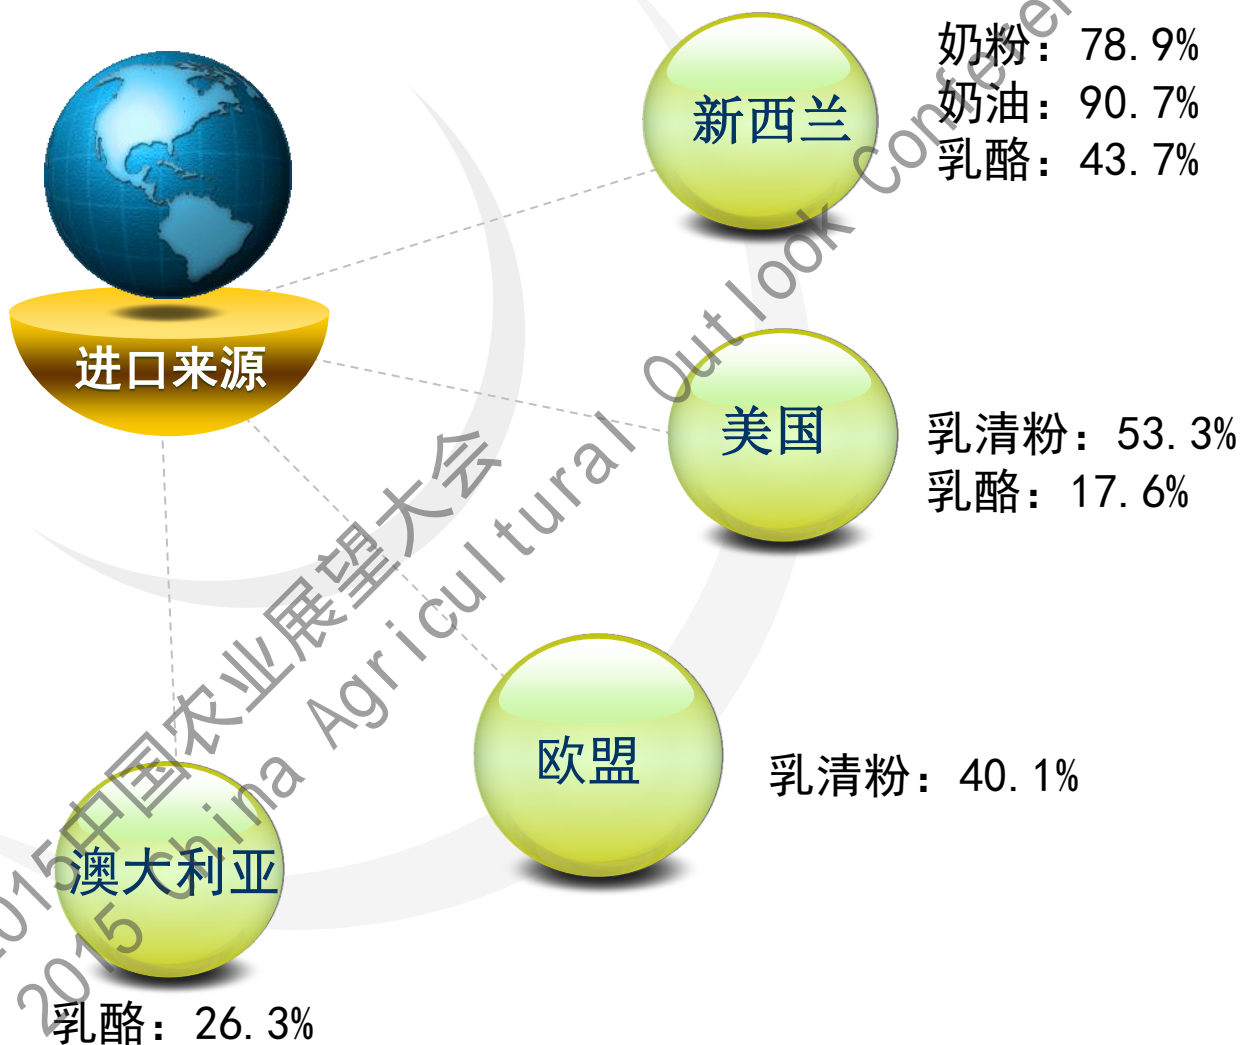 进口来源
新西兰
奶粉：78.9%
奶油：90.7%
乳酪：43.7%
美国
乳清粉：53.3%
乳酪：17.6%
欧盟
乳清粉：40.1%
澳大利亚
乳酪：26.3%
2015中国农业展望大会
2015 China Agricultural Outlook Conferen